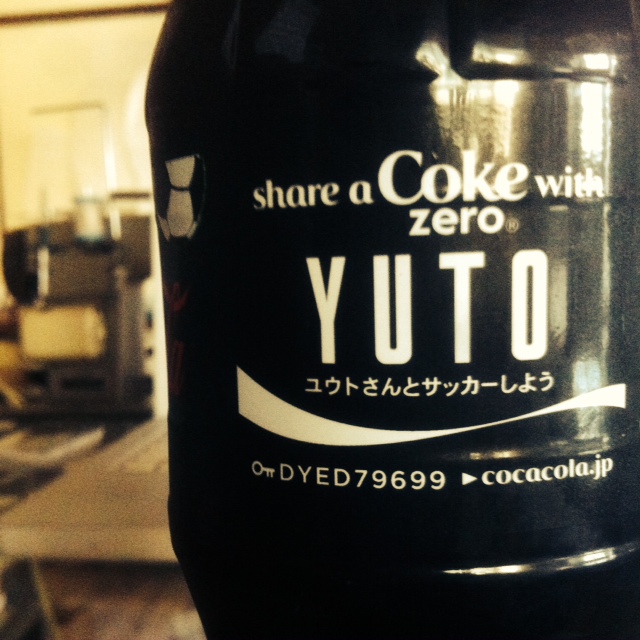 share a Coke with
zero®
YUTO
ユウトさんとサッカーしよう
DYED79699 ►cocacola.jp